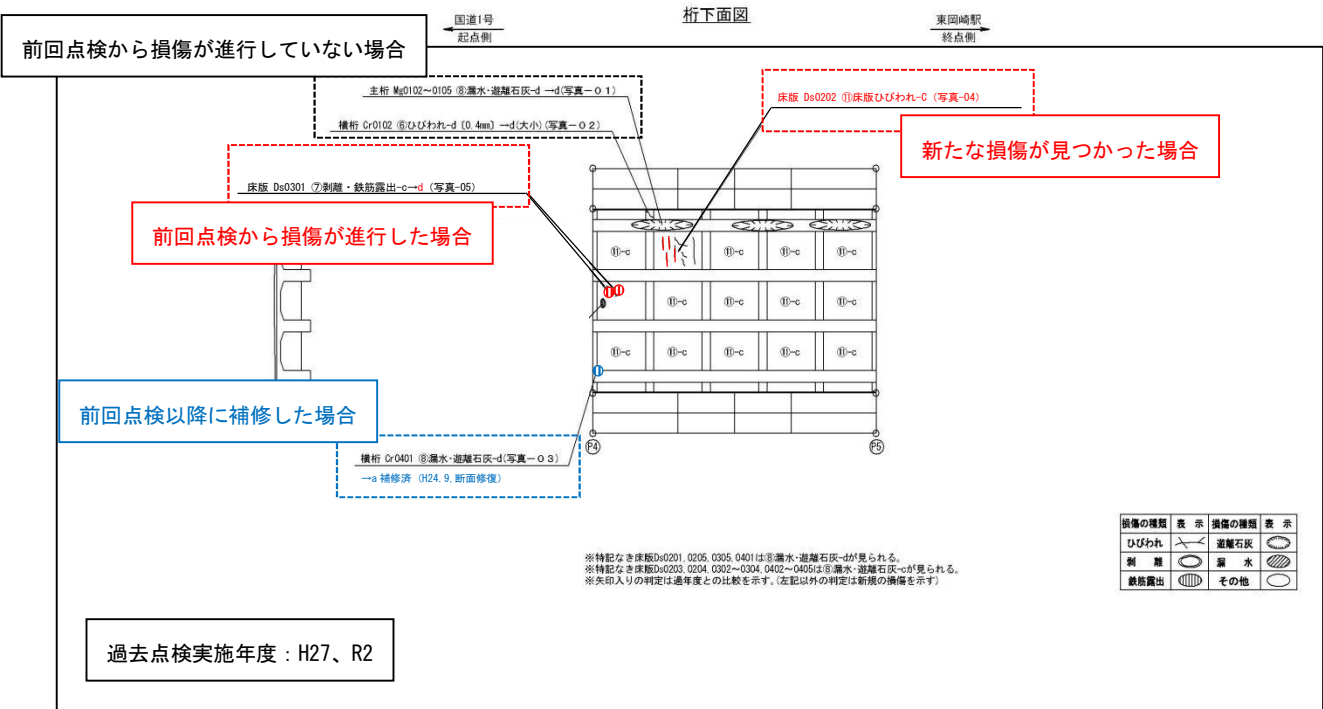 桁下面図
国道1号
起点側
東岡崎駅
終点側
前回点検から損傷が進行していない場合
主桁 Mg0102～0105 ⑧漏水・遊離石灰-d →d(写真－０１)
横桁 Cr0102 ⑥ひびわれ-d [0.4mm] →d(大小)(写真－０２)
床版 Ds0202 ⑪床版ひびわれ-C (写真-04)
新たな損傷が見つかった場合
床版 Ds0301 ⑦剥離・鉄筋露出-c→d (写真-05)
前回点検から損傷が進行した場合
⑪-c ⑪-c ⑪-c ⑪-c
⑪-c ⑪-c ⑪-c ⑪-c
⑪-c ⑪-c ⑪-c ⑪-c ⑪-c
前回点検以降に補修した場合
横桁 Cr0401 ⑧漏水・遊離石灰-d(写真－０３)
→a 補修済 (H24.9,断面修復)
P4 P5
※特記なき床版Ds0201,0205,0305,0401は⑧漏水・遊離石灰-dが見られる。
※特記なき床版Ds0203,0204,0302～0304,0402～0405は⑧漏水・遊離石灰-cが見られる。
※矢印入りの判定は過年度との比較を示す。(左記以外の判定は新規の損傷を示す)
損傷の種類 表 示 損傷の種類 表 示
ひびわれ 遊離石灰
剥 離 漏 水
鉄筋露出 その他
過去点検実施年度：H27、R2